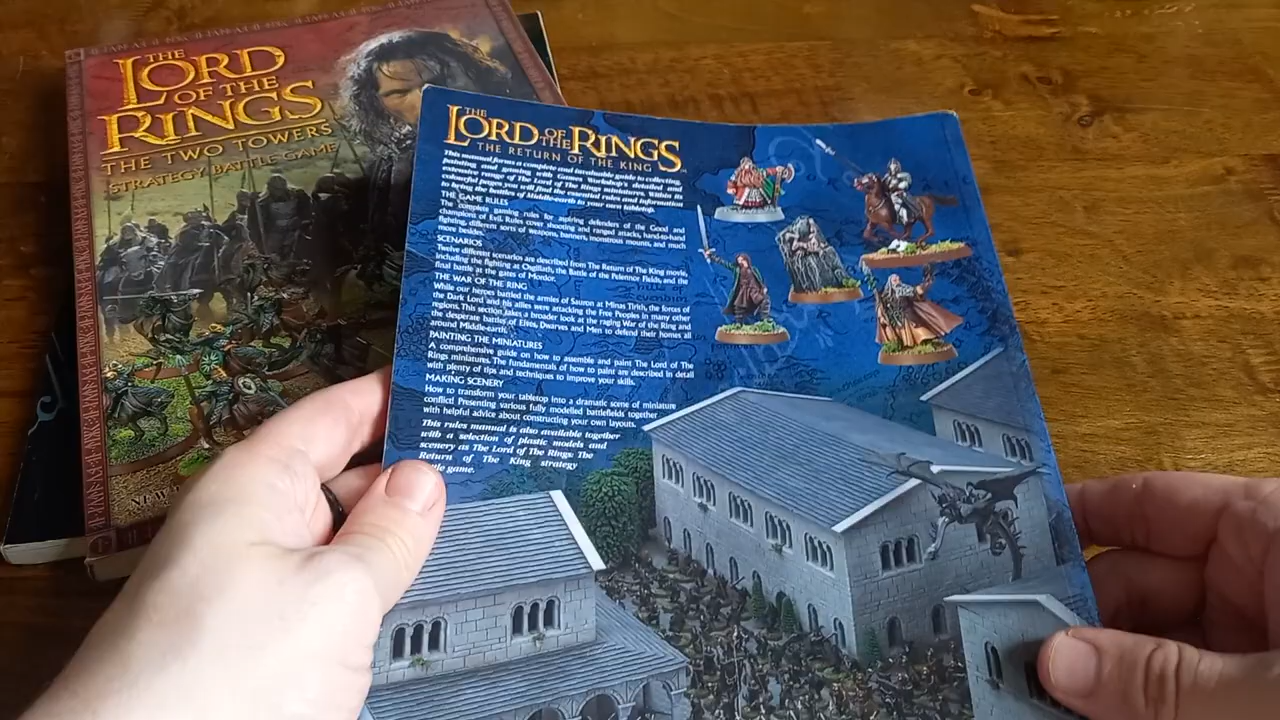 THE
LORD
OF THE
RINGS
THE TWO TOWERS
STRATEGY BATTLE GAME
THE
LORD OF THE RINGS
THE RETURN OF THE KING
This manual forms a complete and invaluable guide to collecting,
painting and gaming with Games Workshop's detailed and
extensive range of The Lord of The Rings miniatures. Within its
colourful pages you will find the essential rules and information
to bring the battles of Middle-earth to your own tabletop.
THE GAME RULES
The complete gaming rules for aspiring defenders of the Good and
champions of Evil. Rules cover shooting and ranged attacks, hand-to-hand
fighting, different sorts of weapons, banners, monstrous mounts, and much
more besides.
SCENARIOS
Twelve different scenarios are described from The Return of The King movie,
including the fighting at Osgiliath, the Battle of the Pelennor Fields, and the
final battle at the gates of Mordor.
THE WAR OF THE RING
While our heroes battled the armies of Sauron at Minas Tirith, the forces of
the Dark Lord and his allies were attacking the Free Peoples in many other
regions. This section takes a broader look at the raging War of the Ring and
the desperate battles of Elves, Dwarves and Men to defend their homes all
around Middle-earth.
PAINTING THE MINIATURES
A comprehensive guide on how to assemble and paint The Lord of The
Rings miniatures. The fundamentals of how to paint are described in detail
with plenty of tips and techniques to improve your skills.
MAKING SCENERY
How to transform your tabletop into a dramatic scene of miniature
conflict! Presenting various fully modelled battlefields together
with helpful advice about constructing your own layouts.
This rules manual is also available together
with a selection of plastic models and
scenery as The Lord of The Rings: The
Return of The King strategy
game.